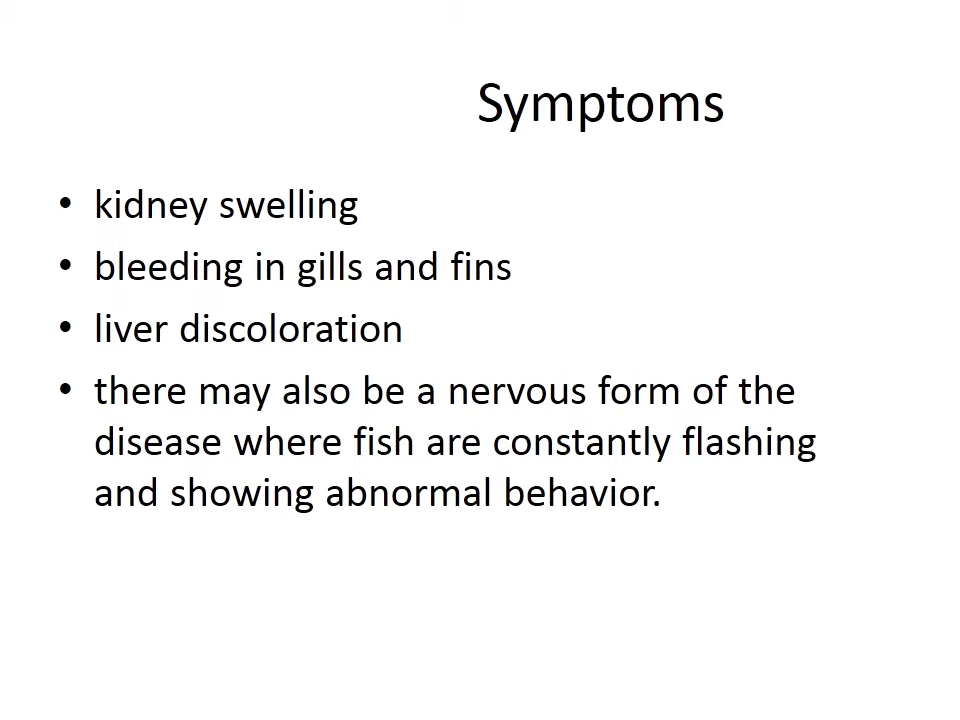 Symptoms
• kidney swelling
• bleeding in gills and fins
• liver discoloration
• there may also be a nervous form of the
disease where fish are constantly flashing
and showing abnormal behavior.